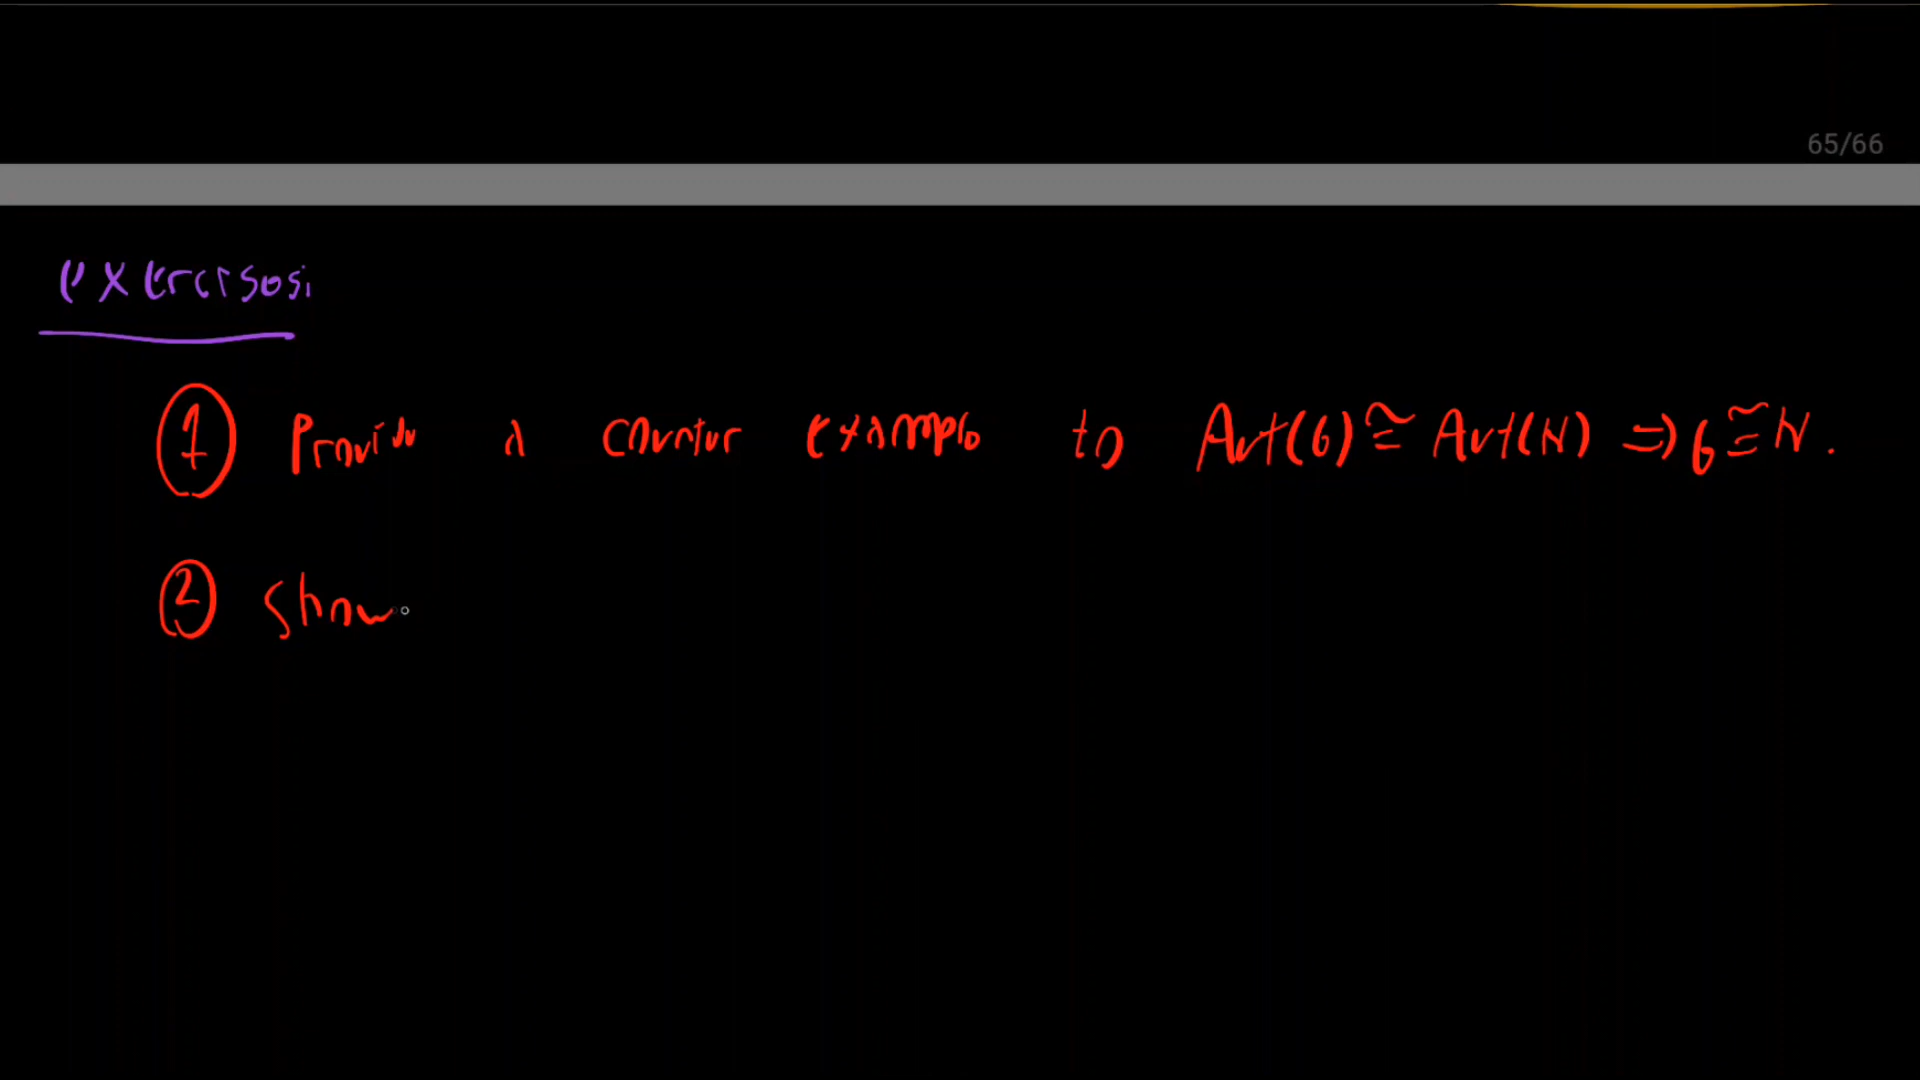 65/66
exercises:
① Provide a counter example to Aut(G) ≅ Aut(H) ⇒ G ≅ H.
② Show